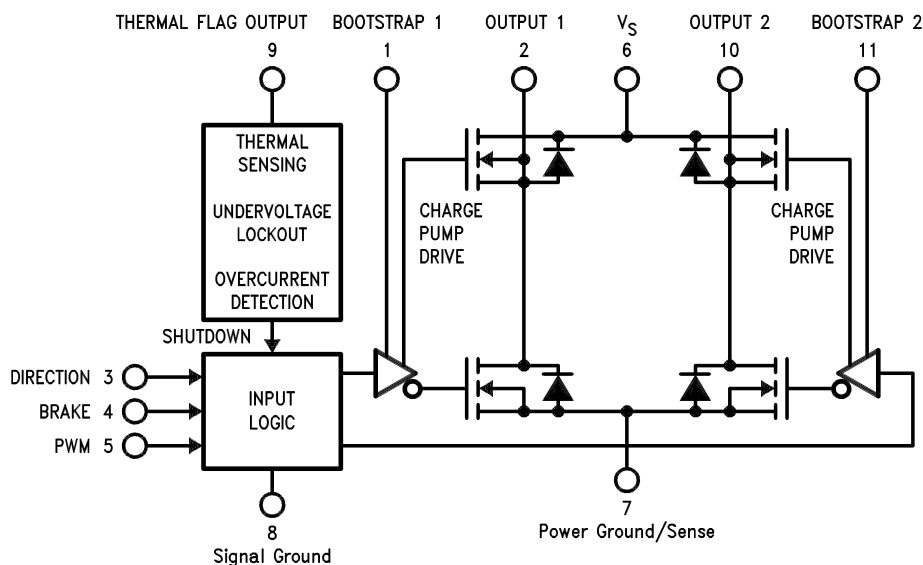 THERMAL FLAG OUTPUT
9
BOOTSTRAP 1
1
OUTPUT 1
2
VS
6
OUTPUT 2
10
BOOTSTRAP 2
11
THERMAL
SENSING
UNDERVOLTAGE
LOCKOUT
OVERCURRENT
DETECTION
CHARGE
PUMP
DRIVE
CHARGE
PUMP
DRIVE
SHUTDOWN
DIRECTION 3
BRAKE 4
PWM 5
INPUT
LOGIC
8
Signal Ground
7
Power Ground/Sense